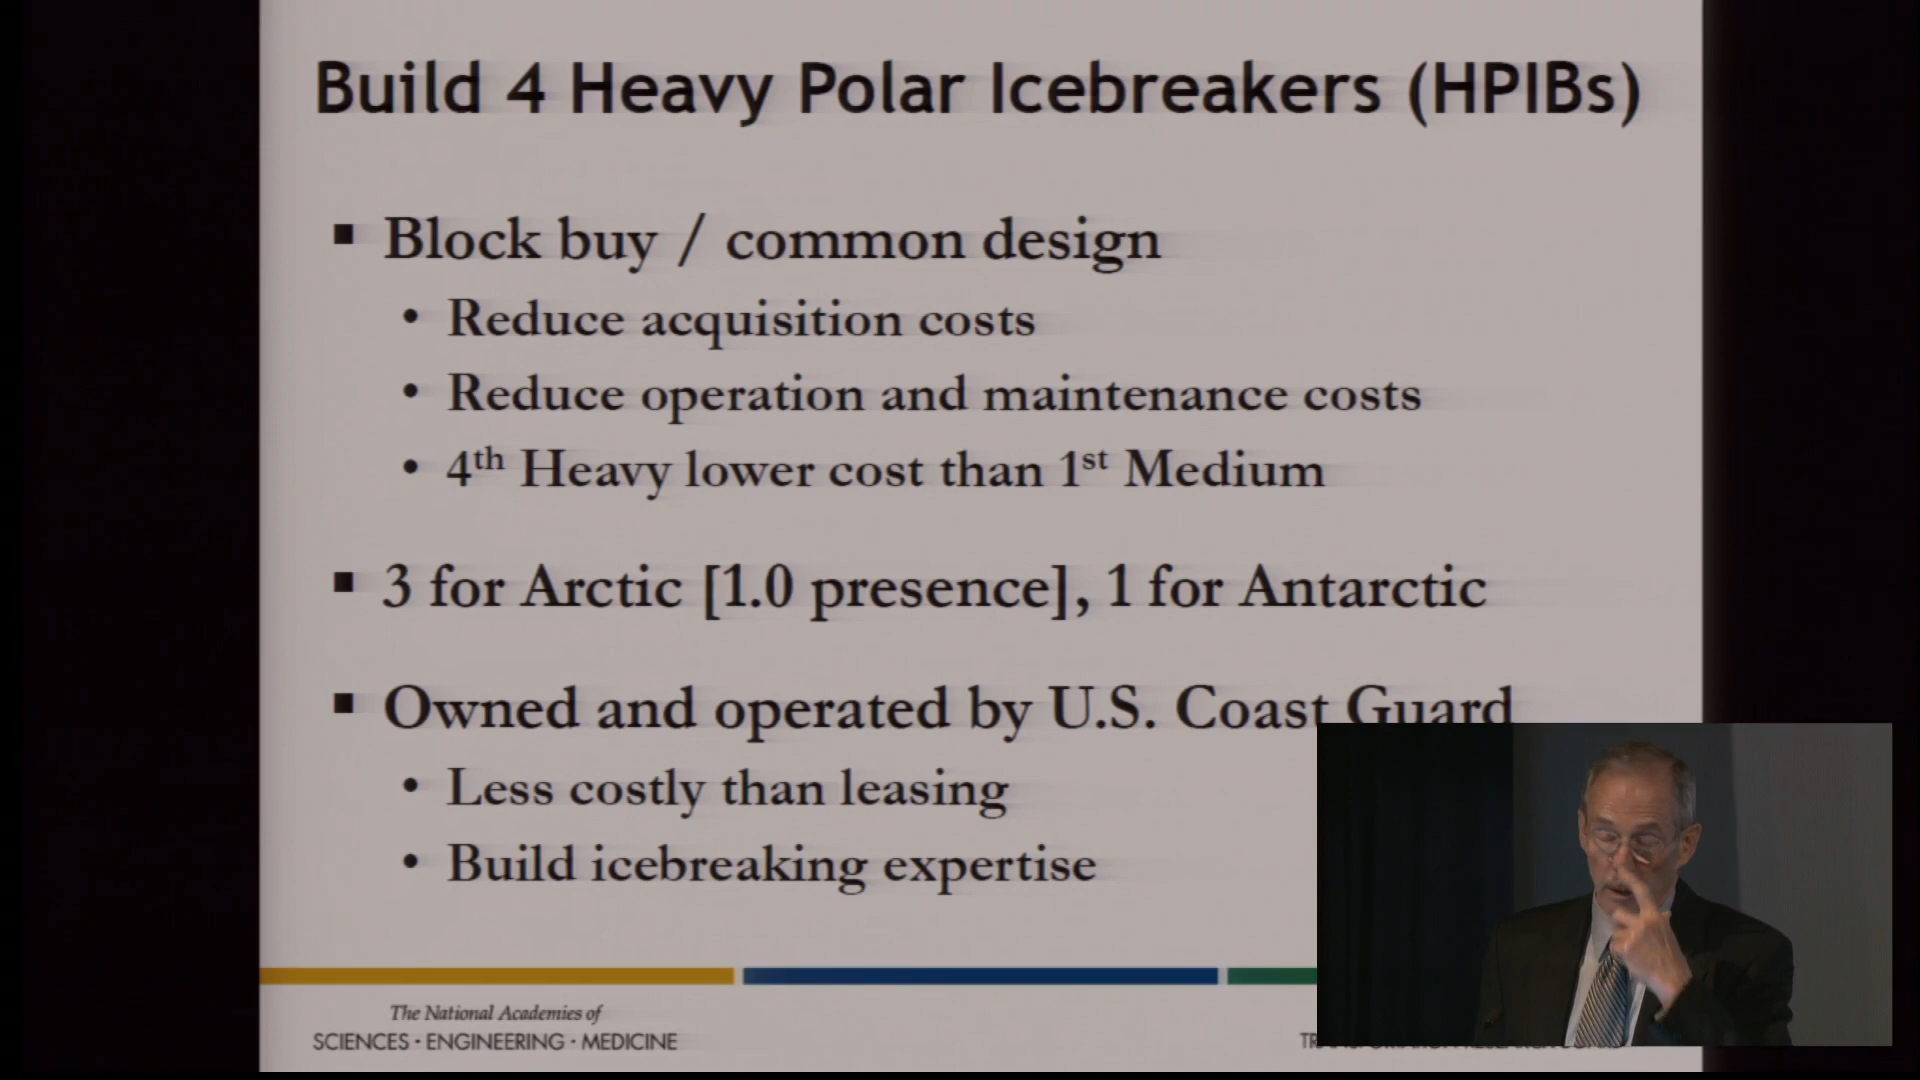 Build 4 Heavy Polar Icebreakers (HPIBs)
▪ Block buy / common design
• Reduce acquisition costs
• Reduce operation and maintenance costs
• 4th Heavy lower cost than 1st Medium
▪ 3 for Arctic [1.0 presence], 1 for Antarctic
▪ Owned and operated by U.S. Coast Guard
• Less costly than leasing
• Build icebreaking expertise
The National Academies of
SCIENCES · ENGINEERING · MEDICINE